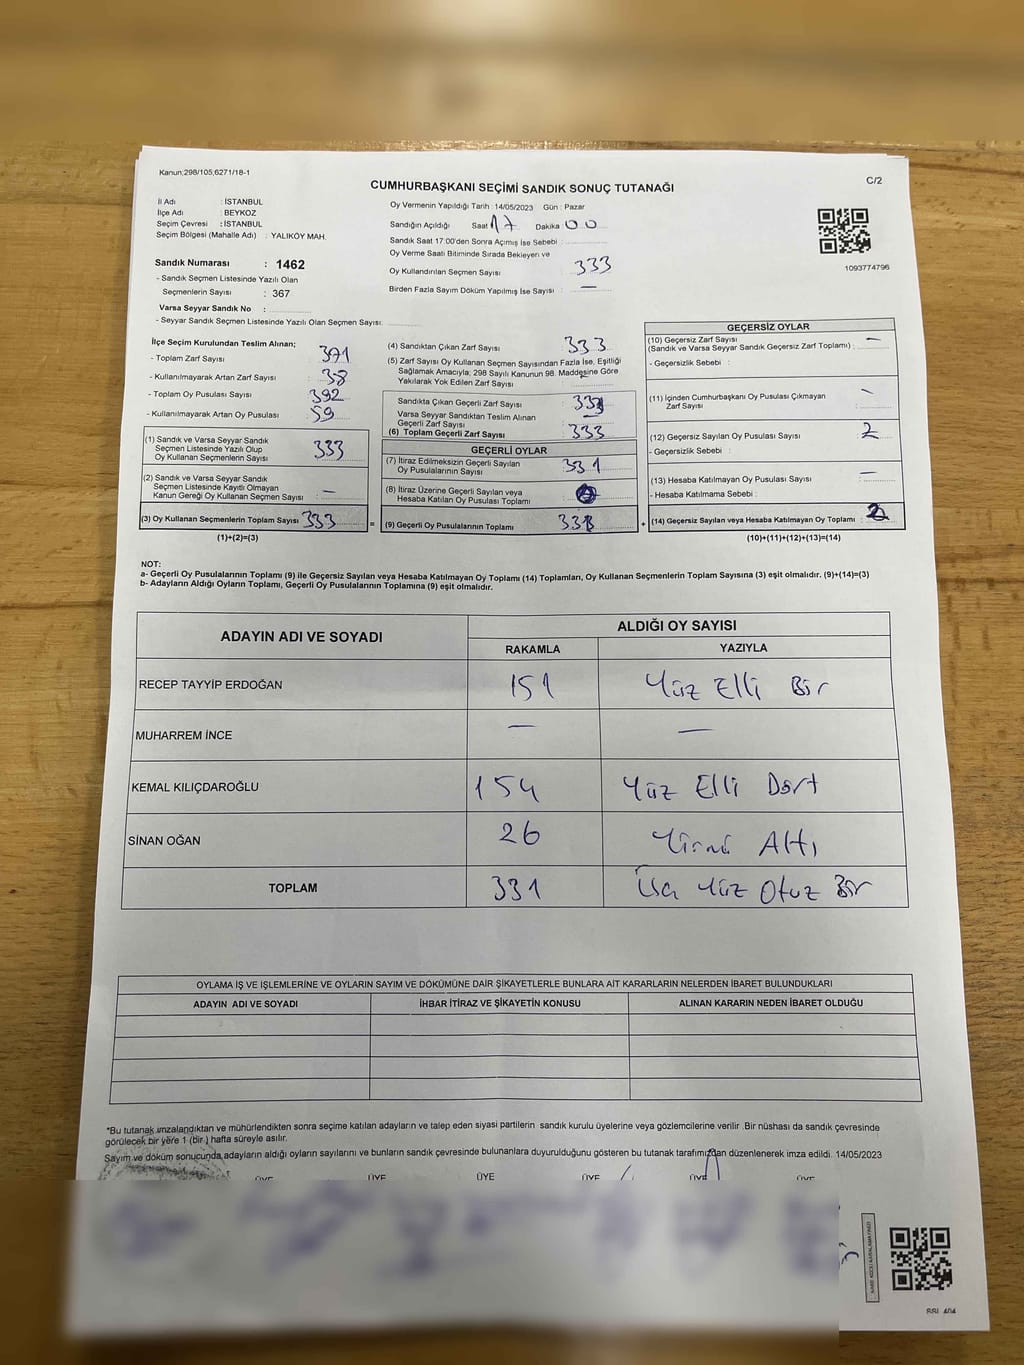 Kanun;298/105,6271/18-1
C/2
CUMHURBAŞKANI SEÇİMİ SANDIK SONUÇ TUTANAĞI
İl Adı : İSTANBUL
İlçe Adı : BEYKOZ
Seçim Çevresi : İSTANBUL
Seçim Bölgesi (Mahalle Adı) : YALIKÖY MAH.
Sandık Numarası : 1462
- Sandık Seçmen Listesinde Yazılı Olan
Seçmenlerin Sayısı : 367
Varsa Seyyar Sandık No :
- Seyyar Sandık Seçmen Listesinde Yazılı Olan Seçmen Sayısı:
Oy Vermenin Yapıldığı Tarih : 14/05/2023 Gün : Pazar
Sandığın Açıldığı Saat 17 Dakika 00
Sandık Saat 17:00'den Sonra Açımış İse Sebebi :
Oy Verme Saati Bitiminde Sırada Bekleyen ve
Oy Kullandırılan Seçmen Sayısı : 333
Birden Fazla Sayım Döküm Yapılmış İse Sayısı : —
1093774796
İlçe Seçim Kurulundan Teslim Alınan;
- Toplam Zarf Sayısı : 371
- Kullanılmayarak Artan Zarf Sayısı : 38
- Toplam Oy Pusulası Sayısı : 392
- Kullanılmayarak Artan Oy Pusulası : 59
(1) Sandık ve Varsa Seyyar Sandık
Seçmen Listesinde Yazılı Olup
Oy Kullanan Seçmenlerin Sayısı : 333
(2) Sandık ve Varsa Seyyar Sandık
Seçmen Listesinde Kayıtlı Olmayan
Kanun Gereği Oy Kullanan Seçmen Sayısı : —
(3) Oy Kullanan Seçmenlerin Toplam Sayısı : 333
(1)+(2)=(3)
(4) Sandıktan Çıkan Zarf Sayısı : 333
(5) Zarf Sayısı Oy Kullanan Seçmen Sayısından Fazla İse, Eşitliği
Sağlamak Amacıyla, 298 Sayılı Kanunun 98. Maddesine Göre
Yakılarak Yok Edilen Zarf Sayısı :
Sandıkta Çıkan Geçerli Zarf Sayısı : 333
Varsa Seyyar Sandıktan Teslim Alınan
Geçerli Zarf Sayısı : —
(6) Toplam Geçerli Zarf Sayısı : 333
GEÇERLİ OYLAR
(7) İtiraz Edilmeksizin Geçerli Sayılan
Oy Pusulalarının Sayısı : 331
(8) İtiraz Üzerine Geçerli Sayılan veya
Hesaba Katılan Oy Pusulası Toplamı :
= (9) Geçerli Oy Pusulalarının Toplamı : 331
GEÇERSİZ OYLAR
(10) Geçersiz Zarf Sayısı
(Sandık ve Varsa Seyyar Sandık Geçersiz Zarf Toplamı) : —
- Geçersizlik Sebebi :
(11) İçinden Cumhurbaşkanı Oy Pusulası Çıkmayan
Zarf Sayısı : —
(12) Geçersiz Sayılan Oy Pusulası Sayısı : 2
- Geçersizlik Sebebi :
(13) Hesaba Katılmayan Oy Pusulası Sayısı : —
- Hesaba Katılmama Sebebi :
+ (14) Geçersiz Sayılan veya Hesaba Katılmayan Oy Toplamı : 2
(10)+(11)+(12)+(13)=(14)
NOT:
a- Geçerli Oy Pusulalarının Toplamı (9) ile Geçersiz Sayılan veya Hesaba Katılmayan Oy Toplamı (14) Toplamları, Oy Kullanan Seçmenlerin Toplam Sayısına (3) eşit olmalıdır. (9)+(14)=(3)
b- Adayların Aldığı Oyların Toplamı, Geçerli Oy Pusulalarının Toplamına (9) eşit olmalıdır.
ADAYIN ADI VE SOYADI ALDIĞI OY SAYISI
RAKAMLA YAZIYLA
RECEP TAYYİP ERDOĞAN 151 Yüz Elli Bir
MUHARREM İNCE — —
KEMAL KILIÇDAROĞLU 154 Yüz Elli Dört
SİNAN OĞAN 26 Yirmi Altı
TOPLAM 331 Üç Yüz Otuz Bir
OYLAMA İŞ VE İŞLEMLERİNE VE OYLARIN SAYIM VE DÖKÜMÜNE DAİR ŞİKAYETLERLE BUNLARA AİT KARARLARIN NELERDEN İBARET BULUNDUKLARI
ADAYIN ADI VE SOYADI İHBAR İTİRAZ VE ŞİKAYETİN KONUSU ALINAN KARARIN NEDEN İBARET OLDUĞU
*Bu tutanak imzalandıktan ve mühürlendikten sonra seçime katılan adayların ve talep eden siyasi partilerin sandık kurulu üyelerine veya gözlemcilerine verilir. Bir nüshası da sandık çevresinde
görülecek bir yere 1 (bir ) hafta süreyle asılır.
Sayım ve döküm sonucunda adayların aldığı oyların sayılarını ve bunların sandık çevresinde bulunanlara duyurulduğunu gösteren bu tutanak tarafımızdan düzenlenerek imza edildi. 14/05/2023
ÜYE ÜYE ÜYE ÜYE ÜYE ÜYE